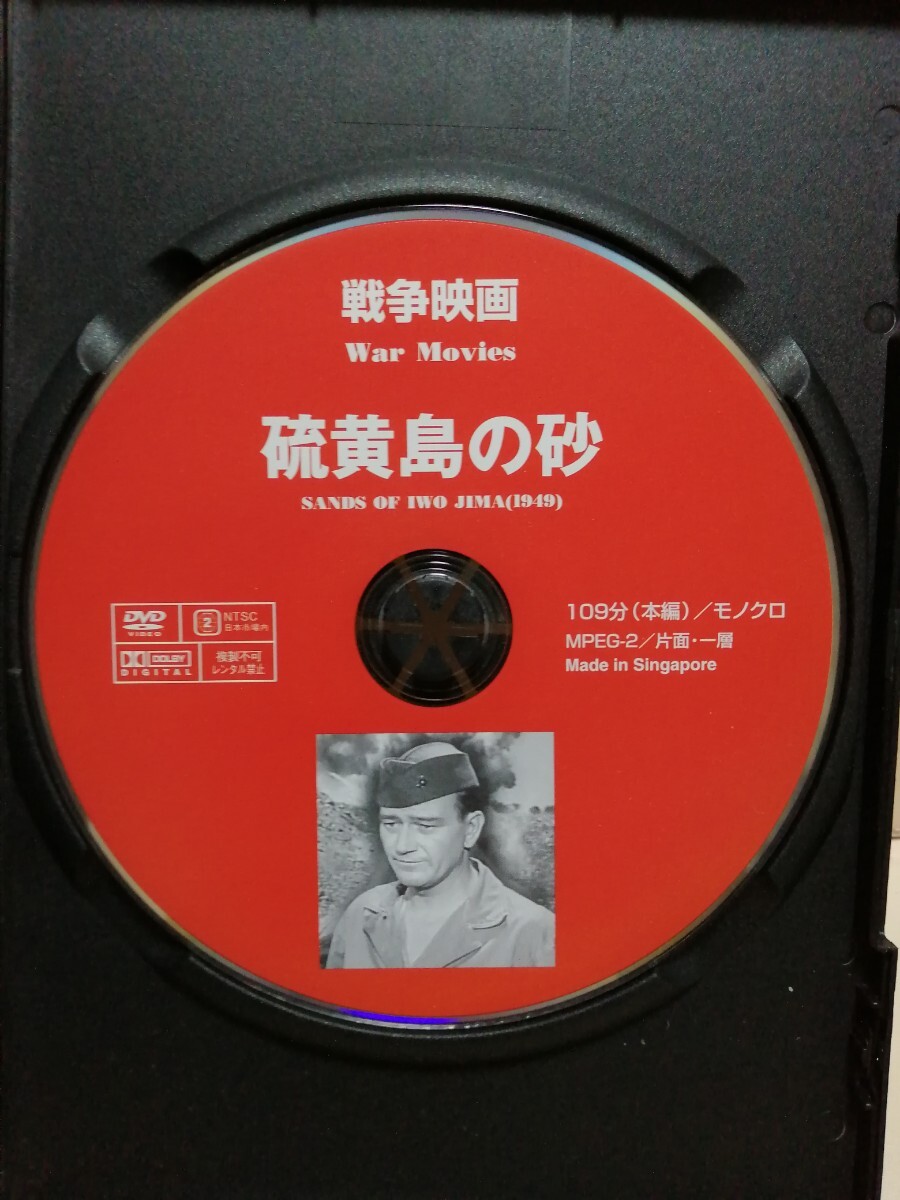 戦争映画
War Movies
硫黄島の砂
SANDS OF IWO JIMA(1949)
DVD
VIDEO
2
NTSC
日本市場内
DOLBY
DIGITAL
複製不可
レンタル禁止
109分(本編)/モノクロ
MPEG-2/片面・一層
Made in Singapore